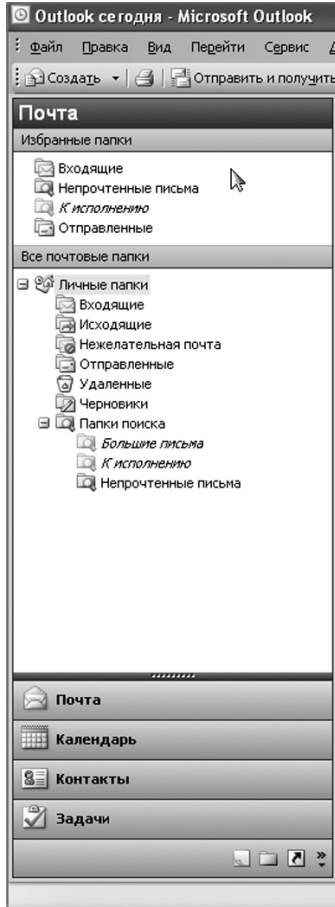 Outlook сегодня - Microsoft Outlook
Файл Правка Вид Перейти Сервис
Создать Отправить и получить
Почта
Избранные папки
Входящие
Непрочтенные письма
К исполнению
Отправленные
Все почтовые папки
Личные папки
Входящие
Исходящие
Нежелательная почта
Отправленные
Удаленные
Черновики
Папки поиска
Большие письма
К исполнению
Непрочтенные письма
Почта
Календарь
Контакты
Задачи